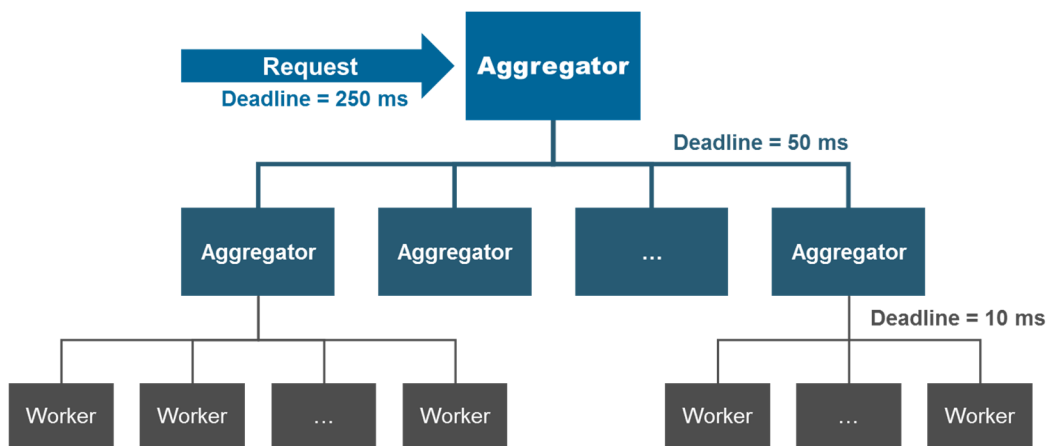 Request
Aggregator
Deadline = 250 ms
Deadline = 50 ms
Aggregator
Aggregator
...
Aggregator
Deadline = 10 ms
Worker
Worker
...
Worker
Worker
...
Worker